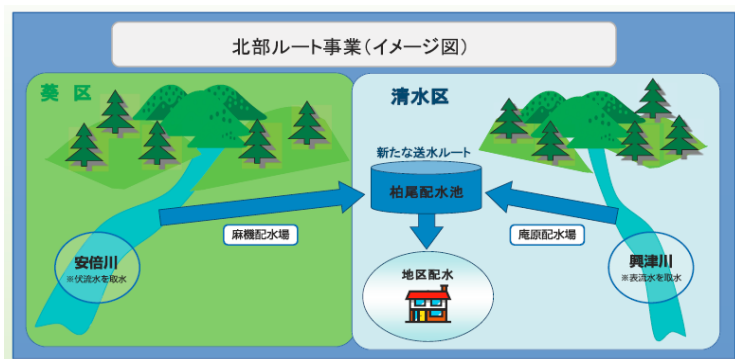 北部ルート事業(イメージ図)
葵 区
清水区
新たな送水ルート
柏尾配水池
麻機配水場
庵原配水場
安倍川
※伏流水を取水
地区配水
興津川
※表流水を取水